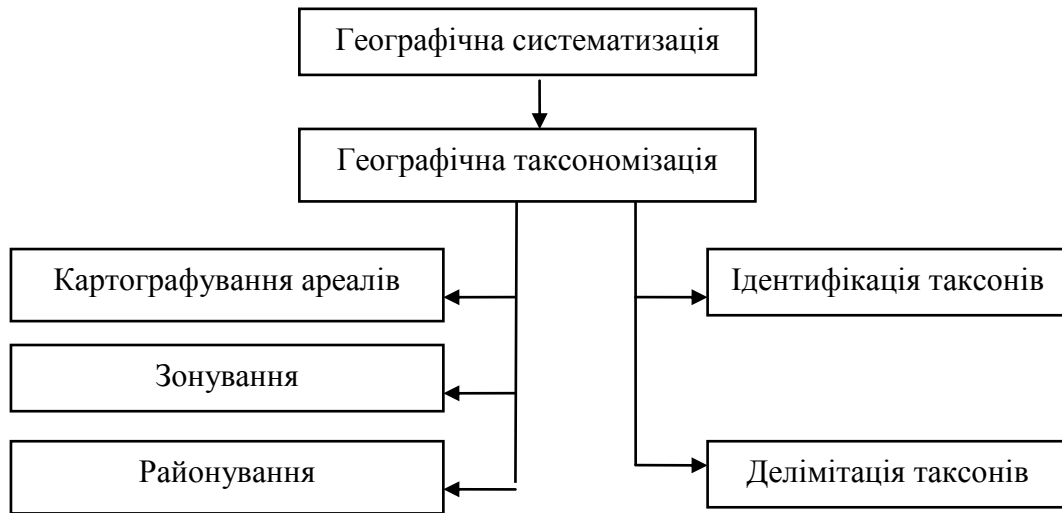 Географічна систематизація
Географічна таксономізація
Картографування ареалів
Ідентифікація таксонів
Зонування
Районування
Делімітація таксонів